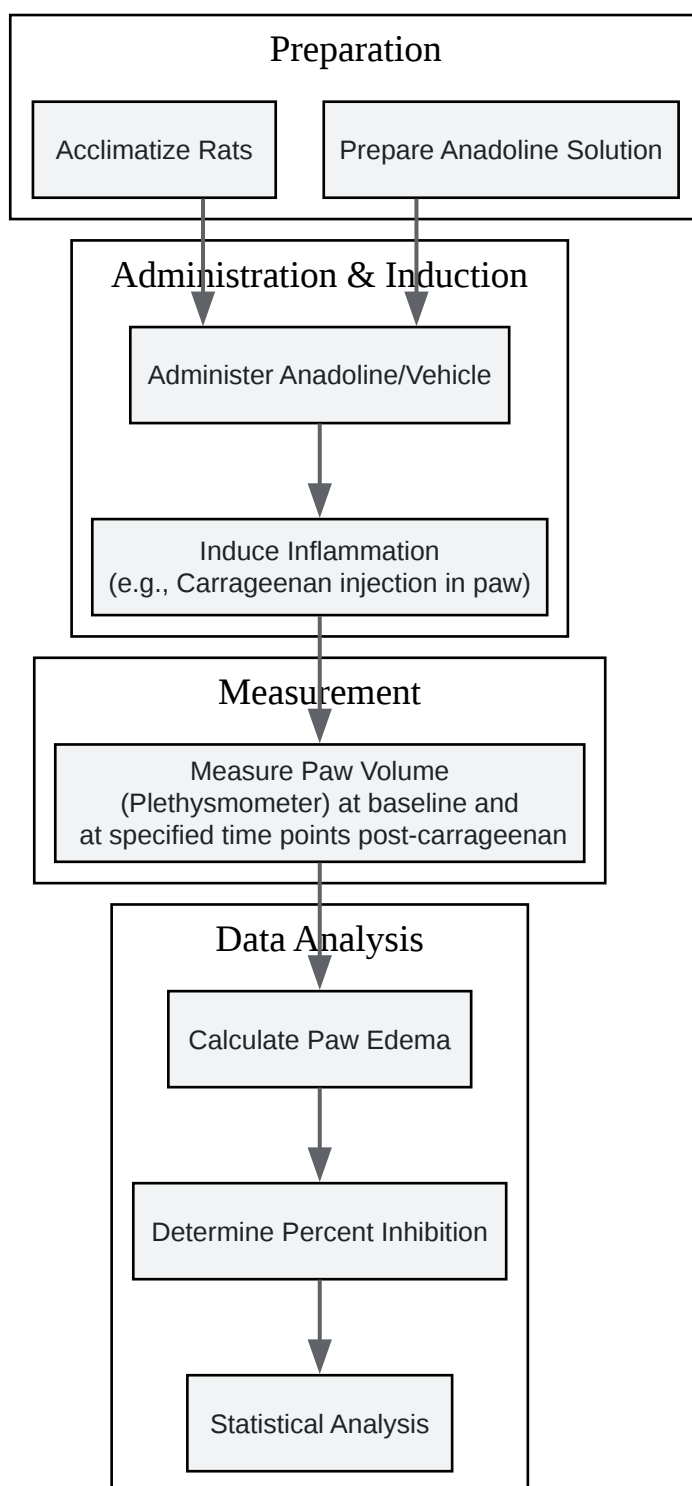 Preparation
Acclimatize Rats
Prepare Anadoline Solution
Administration & Induction
Administer Anadoline/Vehicle
Induce Inflammation
(e.g., Carrageenan injection in paw)
Measurement
Measure Paw Volume
(Plethysmometer) at baseline and
at specified time points post-carrageenan
Data Analysis
Calculate Paw Edema
Determine Percent Inhibition
Statistical Analysis